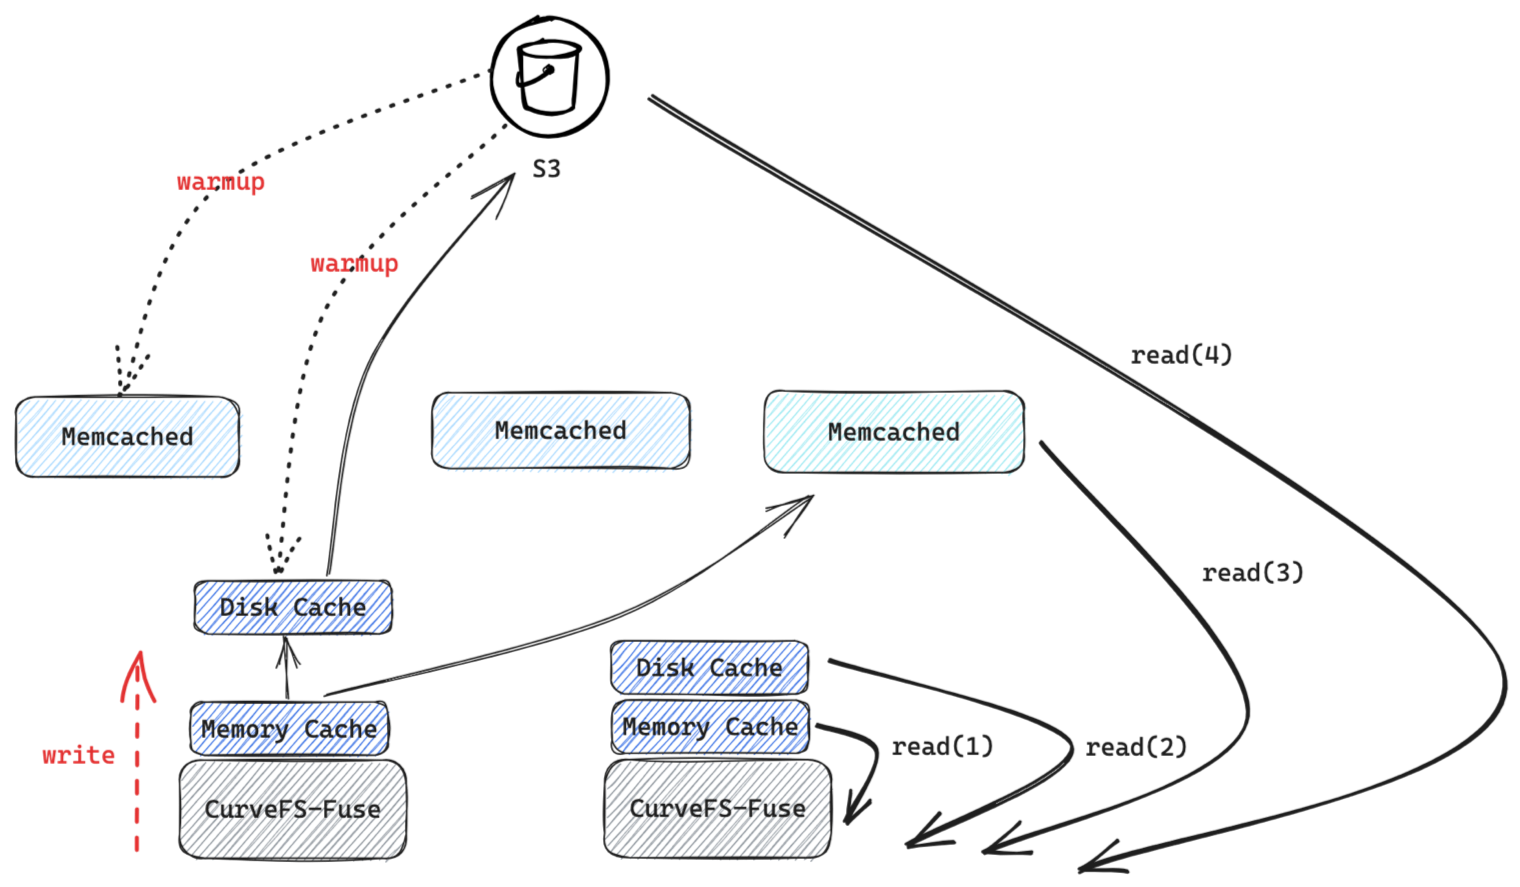 S3
warmup
warmup
read(4)
Memcached
Memcached
Memcached
read(3)
Disk Cache
Disk Cache
Memory Cache
Memory Cache
write
read(1)
read(2)
CurveFS-Fuse
CurveFS-Fuse